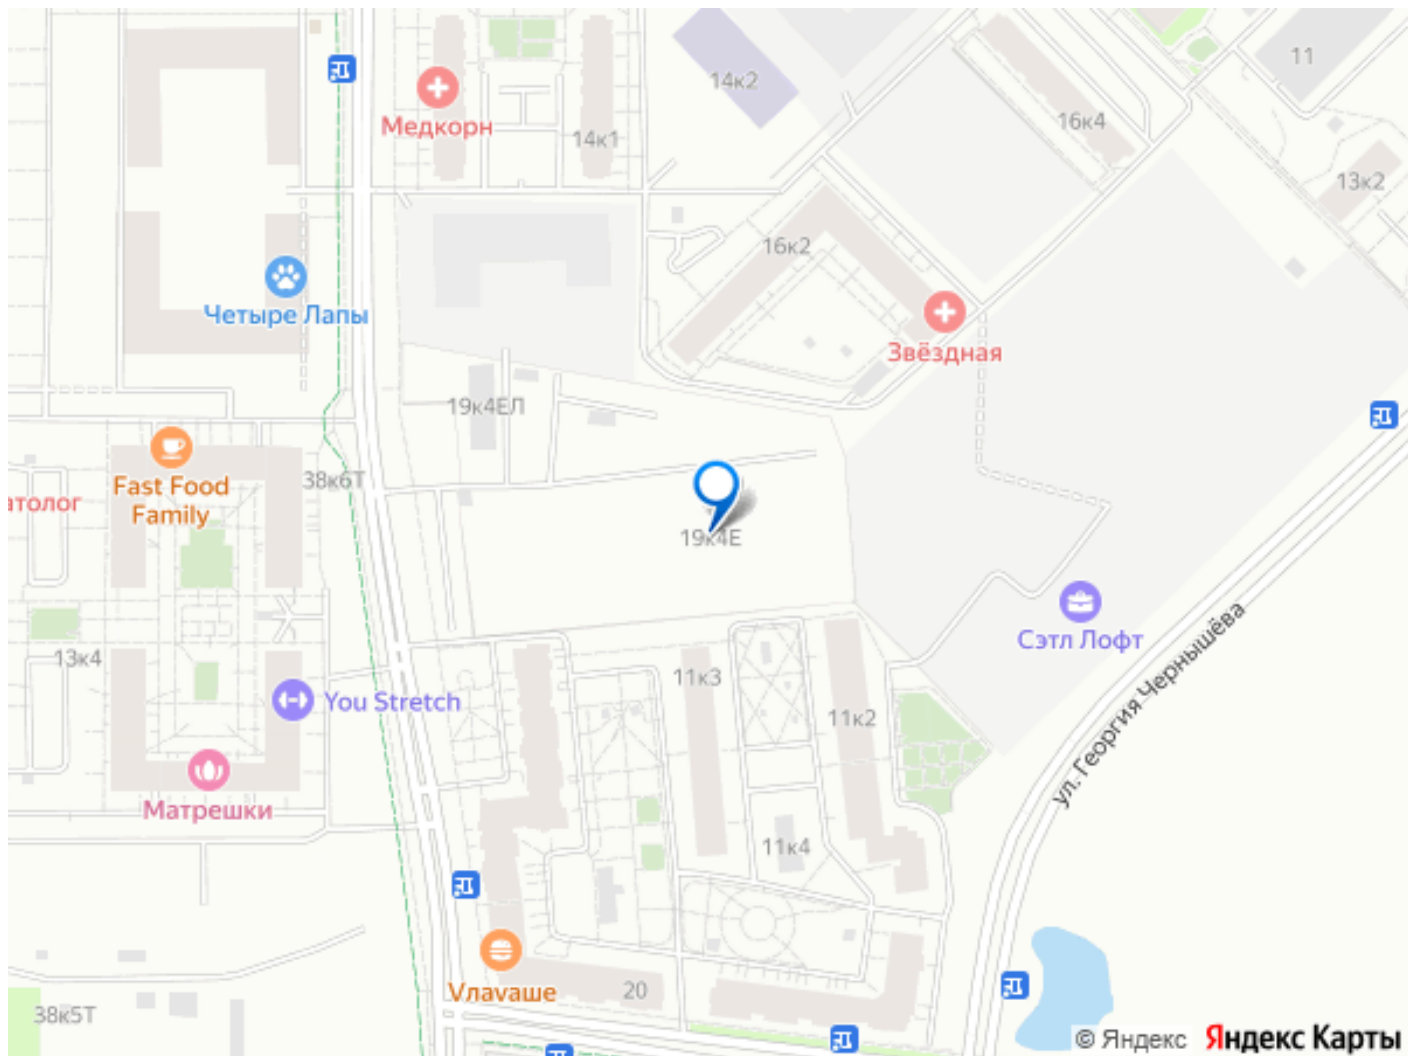 11
14к2
Медкорн
14к1
16к4
13к2
16к2
Четыре Лапы
Звёздная
19к4ЕЛ
38к6Т
Fast Food
Family
атолог
19к4Е
Сэтл Лофт
ул. Георгия Чернышёва
13к4
11к3
You Stretch
11к2
Матрешки
11к4
Vлаvаше
20
38к5Т
© Яндекс Яндекс Карты